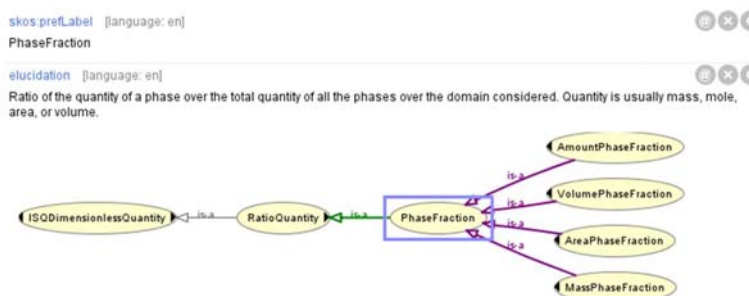 skos:prefLabel [language: en]
PhaseFraction
elucidation [language: en]
Ratio of the quantity of a phase over the total quantity of all the phases over the domain considered. Quantity is usually mass, mole,
area, or volume.
AmountPhaseFraction
is-a
VolumePhaseFraction
is-a
ISQDimensionlessQuantity
is-a
RatioQuantity
is-a
PhaseFraction
is-a
AreaPhaseFraction
is-a
MassPhaseFraction